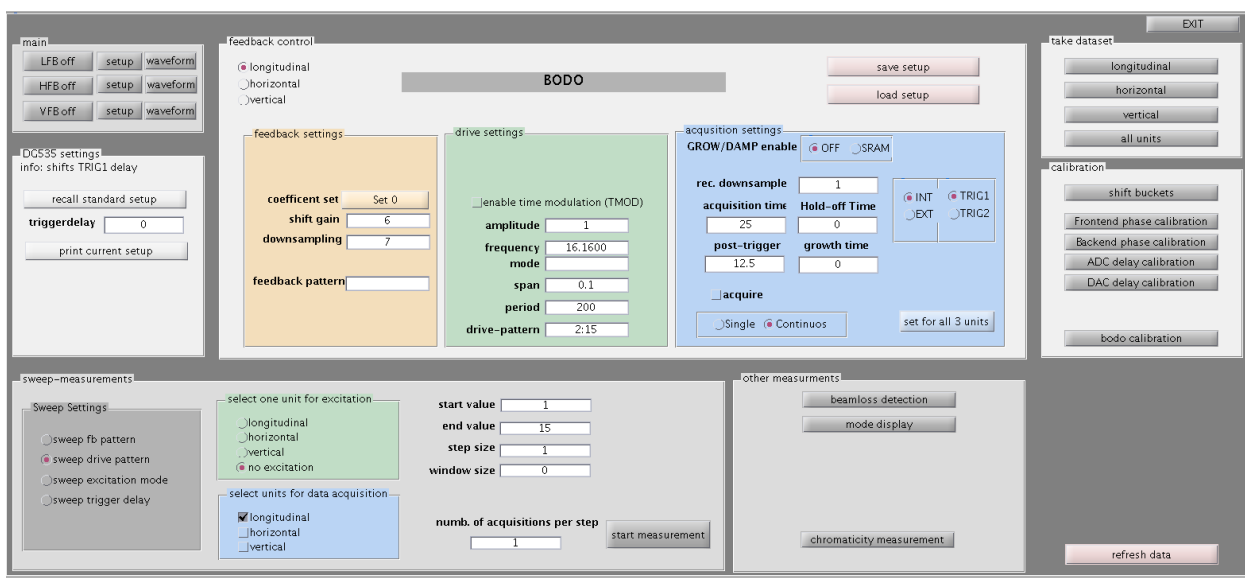 EXIT
main
LFB off setup waveform
HFB off setup waveform
VFB off setup waveform
DG535 settings
info: shifts TRIG1 delay
recall standard setup
triggerdelay 0
print current setup
feedback control
longitudinal
horizontal
vertical
BODO
save setup
load setup
feedback settings
coefficent set Set 0
shift gain 6
downsampling 7
feedback pattern
drive settings
enable time modulation (TMOD)
amplitude 1
frequency 16.1600
mode
span 0.1
period 200
drive-pattern 2:15
acqusition settings
GROW/DAMP enable OFF SRAM
rec. downsample 1
acquisition time Hold-off Time
25 0
post-trigger growth time
12.5 0
INT TRIG1
EXT TRIG2
acquire
Single Continuos
set for all 3 units
take dataset
longitudinal
horizontal
vertical
all units
calibration
shift buckets
Frontend phase calibration
Backend phase calibration
ADC delay calibration
DAC delay calibration
bodo calibration
sweep-measurements
Sweep Settings
sweep fb pattern
sweep drive pattern
sweep excitation mode
sweep trigger delay
select one unit for excitation
longitudinal
horizontal
vertical
no excitation
select units for data acquisition
longitudinal
horizontal
vertical
start value 1
end value 15
step size 1
window size 0
numb. of acquisitions per step
1
start measurement
other measurments
beamloss detection
mode display
chromaticity measurement
refresh data